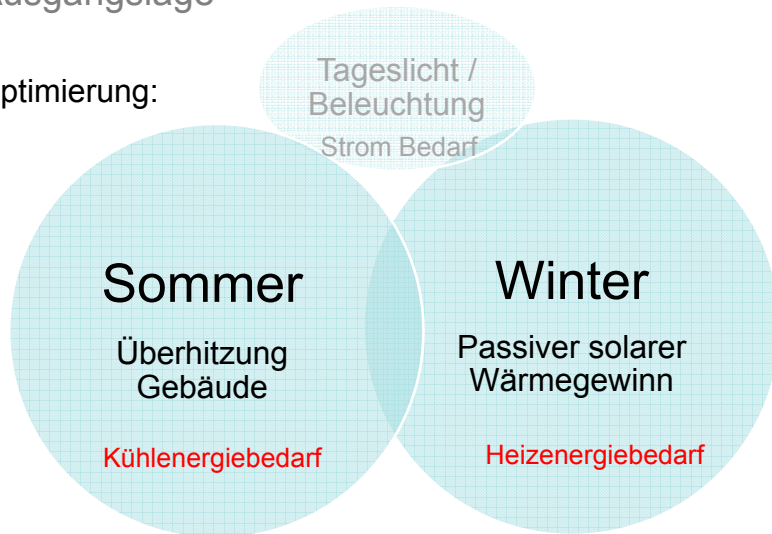 usgangslage
ptimierung:
Tageslicht /
Beleuchtung
Strom Bedarf
Sommer
Überhitzung
Gebäude
Kühlenergiebedarf
Winter
Passiver solarer
Wärmegewinn
Heizenergiebedarf